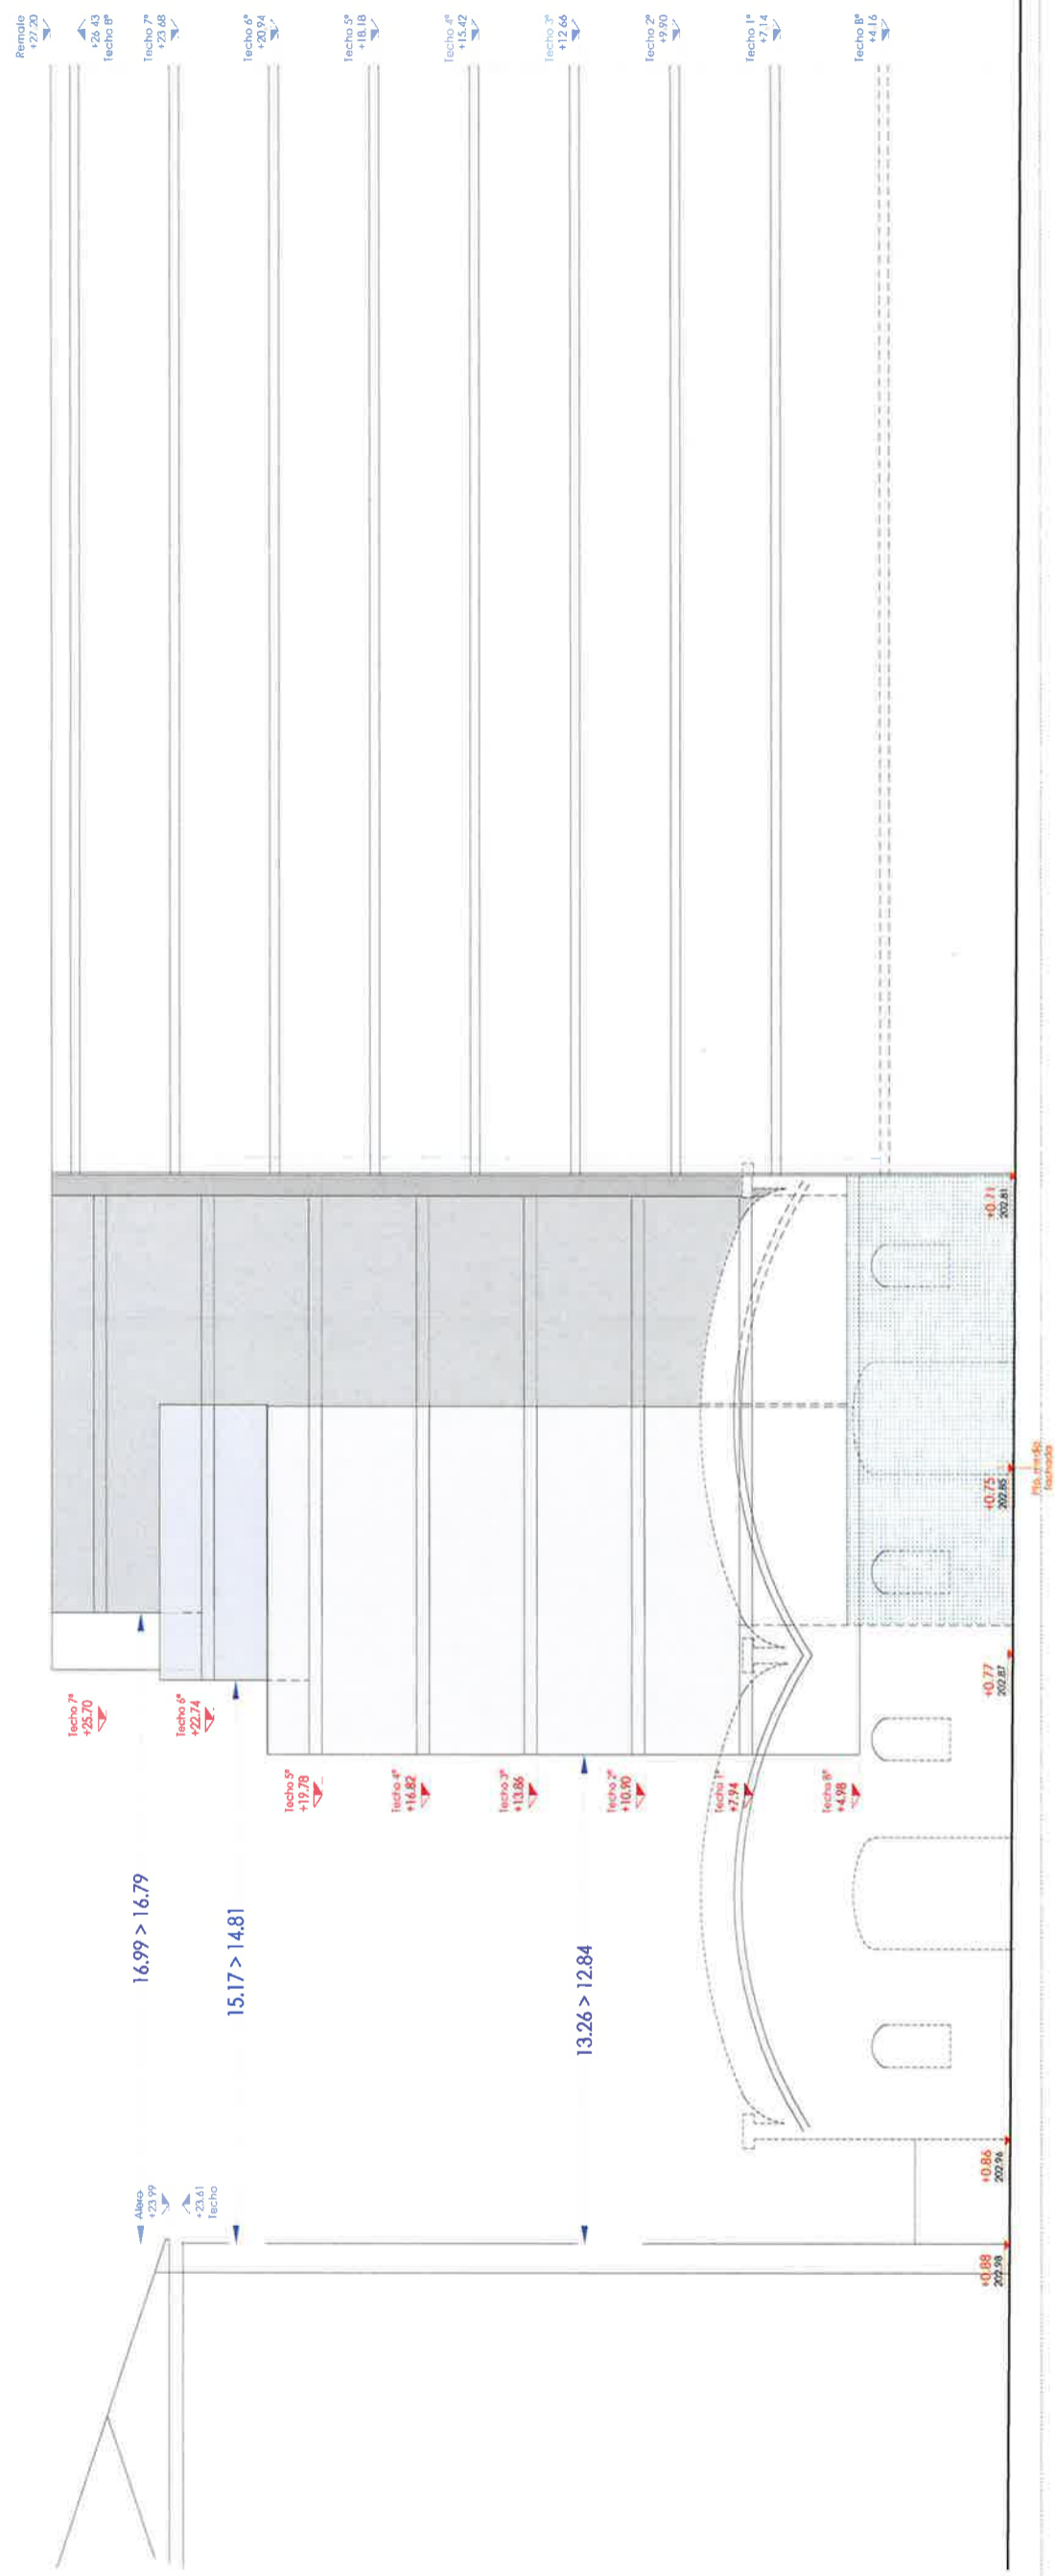 Remate
+27.20
+26.43
Techo 8º
Techo 7º
+23.68
Techo 6º
+20.94
Techo 5º
+18.18
Techo 4º
+15.42
Techo 3º
+12.66
Techo 2º
+9.90
Techo 1º
+7.14
Techo Bª
+4.16
Techo 7º
+25.70
Techo 6º
+22.74
Techo 5º
+19.78
Techo 4º
+16.82
Techo 3º
+13.86
Techo 2º
+10.90
Techo 1º
+7.94
Techo Bª
+4.98
16.99 > 16.79
15.17 > 14.81
13.26 > 12.84
Alero
+23.99
+23.61
Techo
+0.71
202.81
+0.75
202.85
media
fachada
+0.77
202.87
+0.86
202.96
+0.88
202.98